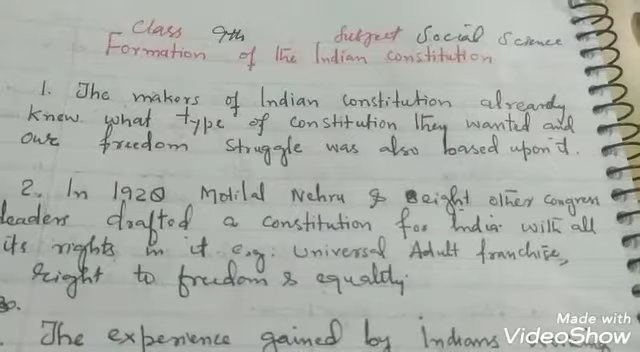 Class 9th Subject Social Science
Formation of the Indian constitution
1. The makers of Indian constitution already
knew what type of constitution they wanted and
our freedom struggle was also based upon it.
2. In 1928 Motilal Nehru & eight other congress
leaders drafted a constitution for India with all
its rights in it e.g. Universal Adult franchise,
right to freedom & equality.
30.
. The experience gained by Indians
Made with
VideoShow